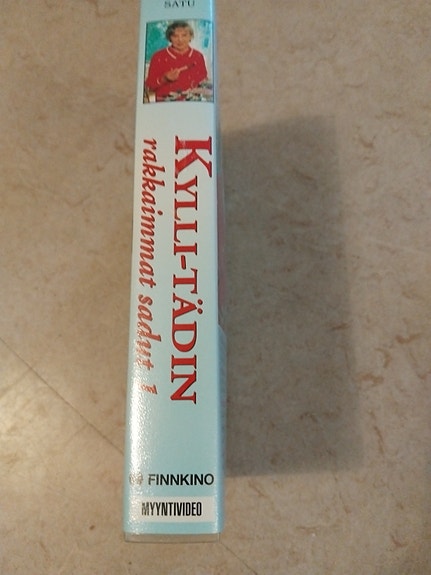 SATU
KYLLI-TÄDIN
rakkaimmat sadut 1
FINNKINO
MYYNTIVIDEO